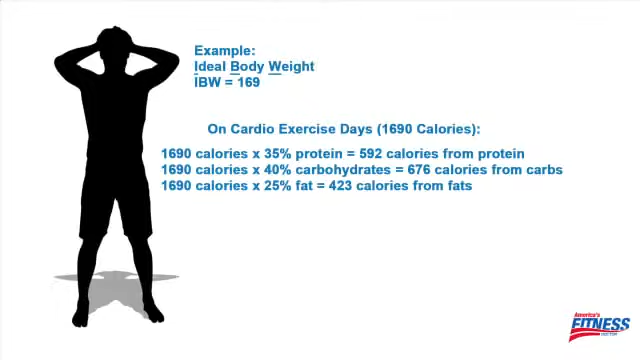 Example:
Ideal Body Weight
IBW = 169
On Cardio Exercise Days (1690 Calories):
1690 calories x 35% protein = 592 calories from protein
1690 calories x 40% carbohydrates = 676 calories from carbs
1690 calories x 25% fat = 423 calories from fats
America's
FITNESS
DOCTOR